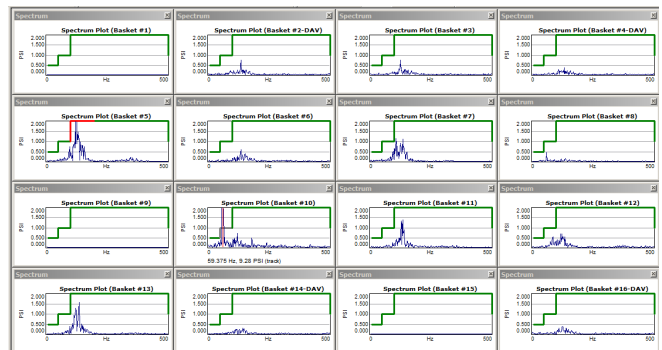 Spectrum
Spectrum
Spectrum
Spectrum
Spectrum Plot (Basket #1)
Spectrum Plot (Basket #2-DAV)
Spectrum Plot (Basket #3)
Spectrum Plot (Basket #4-DAV)
2.000 2.000 2.000 2.000
1.500 1.500 1.500 1.500
PSI 1.000 PSI 1.000 PSI 1.000 PSI 1.000
0.500 0.500 0.500 0.500
0.000 0.000 0.000 0.000
0 Hz 500 0 Hz 500 0 Hz 500 0 Hz 500
Spectrum
Spectrum
Spectrum
Spectrum
Spectrum Plot (Basket #5)
Spectrum Plot (Basket #6)
Spectrum Plot (Basket #7)
Spectrum Plot (Basket #8)
2.000 2.000 2.000 2.000
1.500 1.500 1.500 1.500
PSI 1.000 PSI 1.000 PSI 1.000 PSI 1.000
0.500 0.500 0.500 0.500
0.000 0.000 0.000 0.000
0 Hz 500 0 Hz 500 0 Hz 500 0 Hz 500
Spectrum
Spectrum
Spectrum
Spectrum
Spectrum Plot (Basket #9)
Spectrum Plot (Basket #10)
Spectrum Plot (Basket #11)
Spectrum Plot (Basket #12)
2.000 2.000 2.000 2.000
1.500 1.500 1.500 1.500
PSI 1.000 PSI 1.000 PSI 1.000 PSI 1.000
0.500 0.500 0.500 0.500
0.000 0.000 0.000 0.000
0 Hz 500 0 Hz 500 0 Hz 500 0 Hz 500
59.375 Hz, 9.28 PSI (track)
Spectrum
Spectrum
Spectrum
Spectrum
Spectrum Plot (Basket #13)
Spectrum Plot (Basket #14-DAV)
Spectrum Plot (Basket #15)
Spectrum Plot (Basket #16-DAV)
2.000 2.000 2.000 2.000
1.500 1.500 1.500 1.500
PSI 1.000 PSI 1.000 PSI 1.000 PSI 1.000
0.500 0.500 0.500 0.500
0.000 0.000 0.000 0.000
0 Hz 500 0 Hz 500 0 Hz 500 0 Hz 500